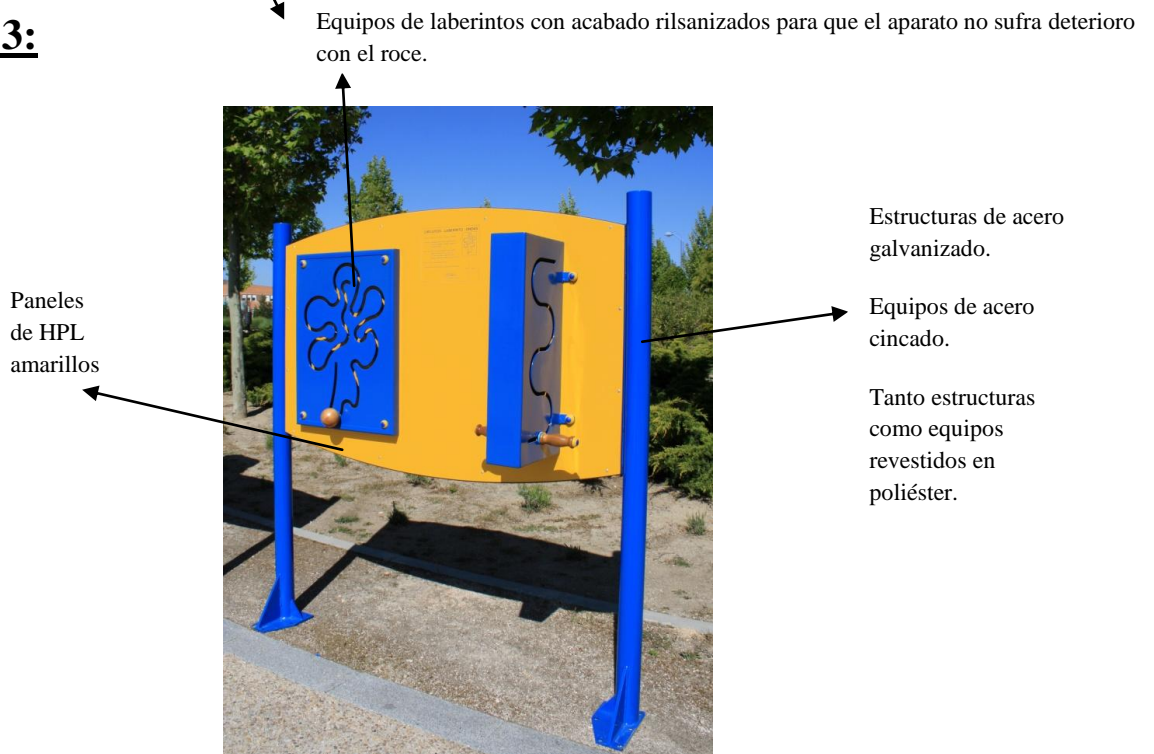 Equipos de laberintos con acabado rilsanizados para que el aparato no sufra deterioro
con el roce.
3:
Paneles
de HPL
amarillos
Estructuras de acero
galvanizado.
Equipos de acero
cincado.
Tanto estructuras
como equipos
revestidos en
poliéster.